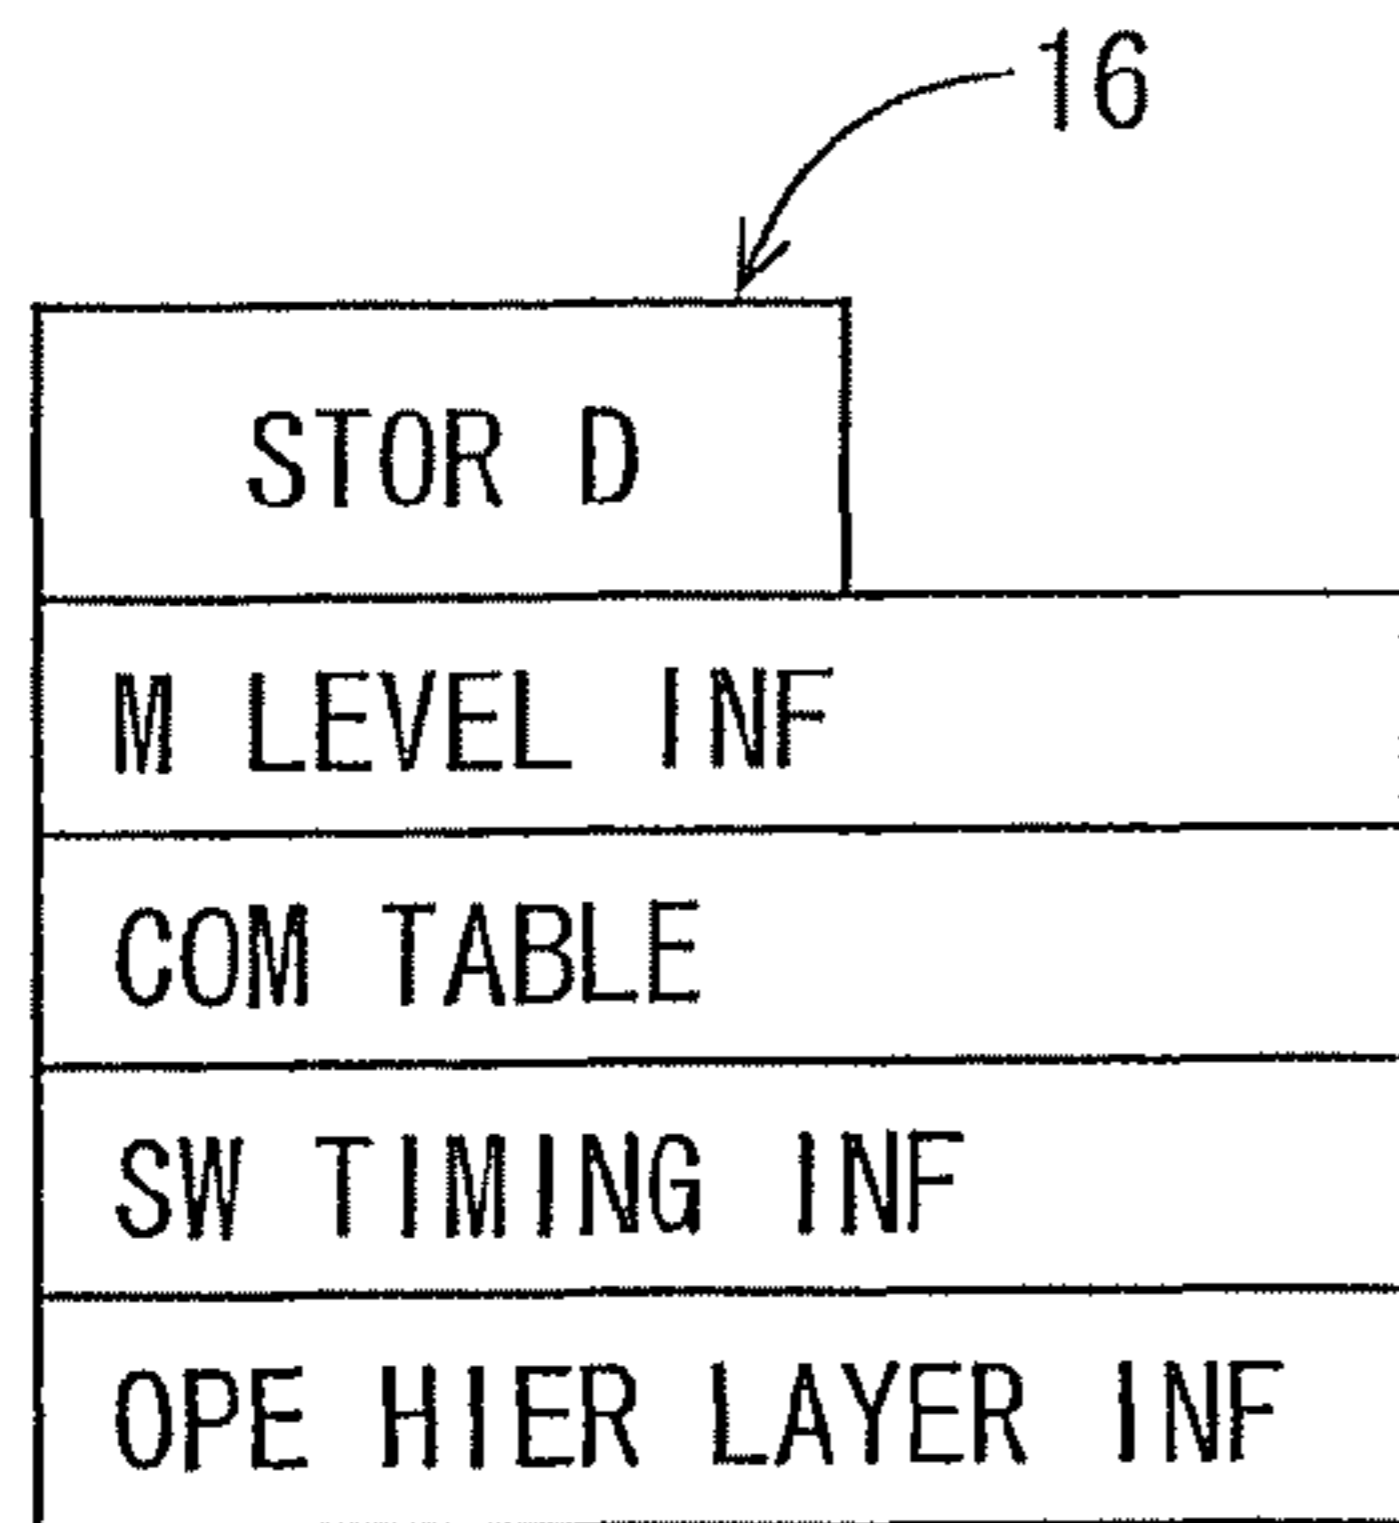 16
STOR D
M LEVEL INF
COM TABLE
SW TIMING INF
OPE HIER LAYER INF